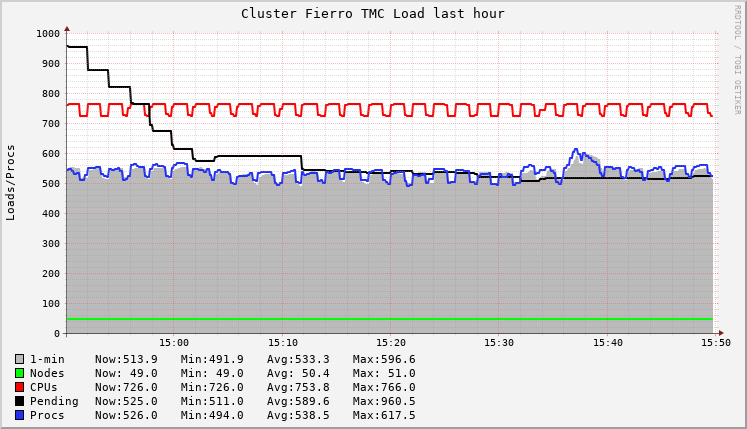 Cluster Fierro TMC Load last hour
RRDTOOL / TOBI OETIKER
Loads/Procs
1000
900
800
700
600
500
400
300
200
100
0
15:00 15:10 15:20 15:30 15:40 15:50
1-min Now:513.9 Min:491.9 Avg:533.3 Max:596.6
Nodes Now: 49.0 Min: 49.0 Avg: 50.4 Max: 51.0
CPUs Now:726.0 Min:726.0 Avg:753.8 Max:766.0
Pending Now:525.0 Min:511.0 Avg:589.6 Max:960.5
Procs Now:526.0 Min:494.0 Avg:538.5 Max:617.5